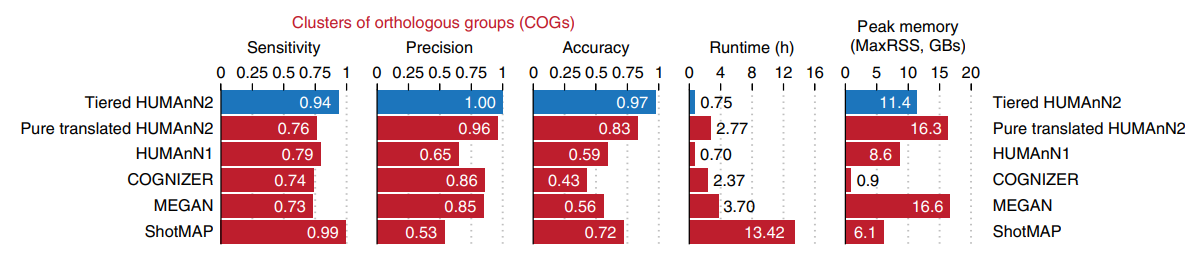 Clusters of orthologous groups (COGs)
Peak memory
Sensitivity Precision Accuracy Runtime (h) (MaxRSS, GBs)
0 0.25 0.5 0.75 1 0 0.25 0.5 0.75 1 0 0.25 0.5 0.75 1 0 4 8 12 16 0 5 10 15 20
Tiered HUMAnN2 0.94 1.00 0.97 0.75 11.4 Tiered HUMAnN2
Pure translated HUMAnN2 0.76 0.96 0.83 2.77 16.3 Pure translated HUMAnN2
HUMAnN1 0.79 0.65 0.59 0.70 8.6 HUMAnN1
COGNIZER 0.74 0.86 0.43 2.37 0.9 COGNIZER
MEGAN 0.73 0.85 0.56 3.70 16.6 MEGAN
ShotMAP 0.99 0.53 0.72 13.42 6.1 ShotMAP